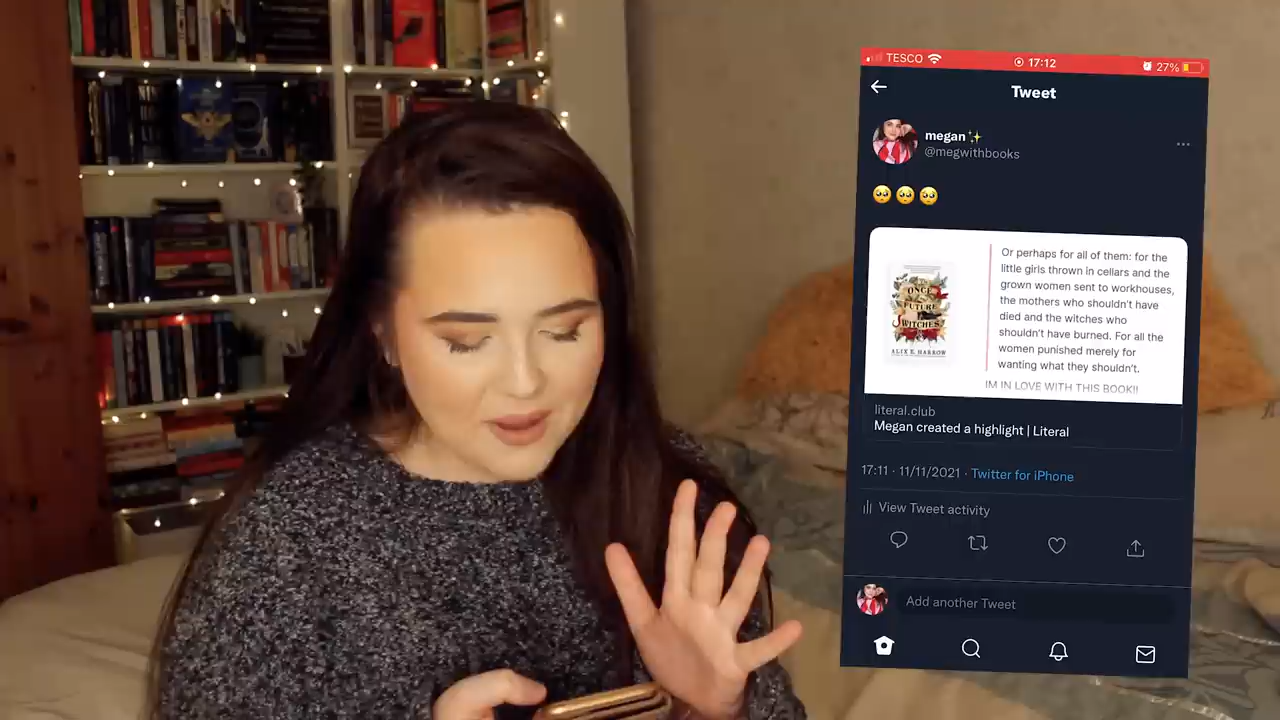 TESCO 17:12 27%
Tweet
megan✨
@megwithbooks
🥺🥺🥺
Or perhaps for all of them: for the
little girls thrown in cellars and the
grown women sent to workhouses,
the mothers who shouldn't have
died and the witches who
shouldn't have burned. For all the
women punished merely for
wanting what they shouldn't.
IM IN LOVE WITH THIS BOOK!!
ONCE
FUTURE
WITCHES
ALIX E. HARROW
literal.club
Megan created a highlight | Literal
17:11 · 11/11/2021 · Twitter for iPhone
View Tweet activity
Add another Tweet